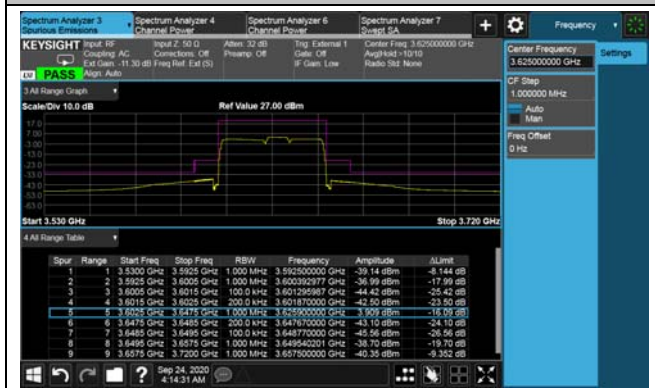 Spectrum Analyzer 3
Spurious Emissions
Spectrum Analyzer 4
Channel Power
Spectrum Analyzer 6
Channel Power
Spectrum Analyzer 7
Swept SA
+
Frequency
KEYSIGHT
Input: RF
Coupling: AC
Ext Gain: -11.30 dB
Align: Auto
Input Z: 50 Ω
Corrections: Off
Freq Ref: Ext (S)
Atten: 32 dB
Preamp: Off
Trig: External 1
Gate: Off
IF Gain: Low
Center Freq: 3.625000000 GHz
Avg|Hold:>10/10
Radio Std: None
PASS
Center Frequency
3.625000000 GHz
Settings
CF Step
1.000000 MHz
Auto
Man
Freq Offset
0 Hz
3 All Range Graph
Scale/Div 10.0 dB
Ref Value 27.00 dBm
17.0
7.00
-3.00
-13.0
-23.0
-33.0
-43.0
-53.0
-63.0
Start 3.530 GHz
Stop 3.720 GHz
4 All Range Table
Spur Range Start Freq Stop Freq RBW Frequency Amplitude ΔLimit
1 1 3.5300 GHz 3.5925 GHz 1.000 MHz 3.592500000 GHz -39.14 dBm -8.144 dB
2 2 3.5925 GHz 3.6005 GHz 1.000 MHz 3.600392977 GHz -36.99 dBm -17.99 dB
3 3 3.6005 GHz 3.6015 GHz 100.0 kHz 3.601295987 GHz -44.42 dBm -25.42 dB
4 4 3.6015 GHz 3.6025 GHz 200.0 kHz 3.601870000 GHz -42.50 dBm -23.50 dB
5 5 3.6025 GHz 3.6475 GHz 1.000 MHz 3.625900000 GHz 3.909 dBm -16.09 dB
6 6 3.6475 GHz 3.6485 GHz 200.0 kHz 3.647670000 GHz -43.10 dBm -24.10 dB
7 7 3.6485 GHz 3.6495 GHz 100.0 kHz 3.648770000 GHz -45.56 dBm -26.56 dB
8 8 3.6495 GHz 3.6575 GHz 1.000 MHz 3.649540201 GHz -38.70 dBm -19.70 dB
9 9 3.6575 GHz 3.7200 GHz 1.000 MHz 3.657500000 GHz -40.35 dBm -9.352 dB
?
Sep 24, 2020
4:14:31 AM